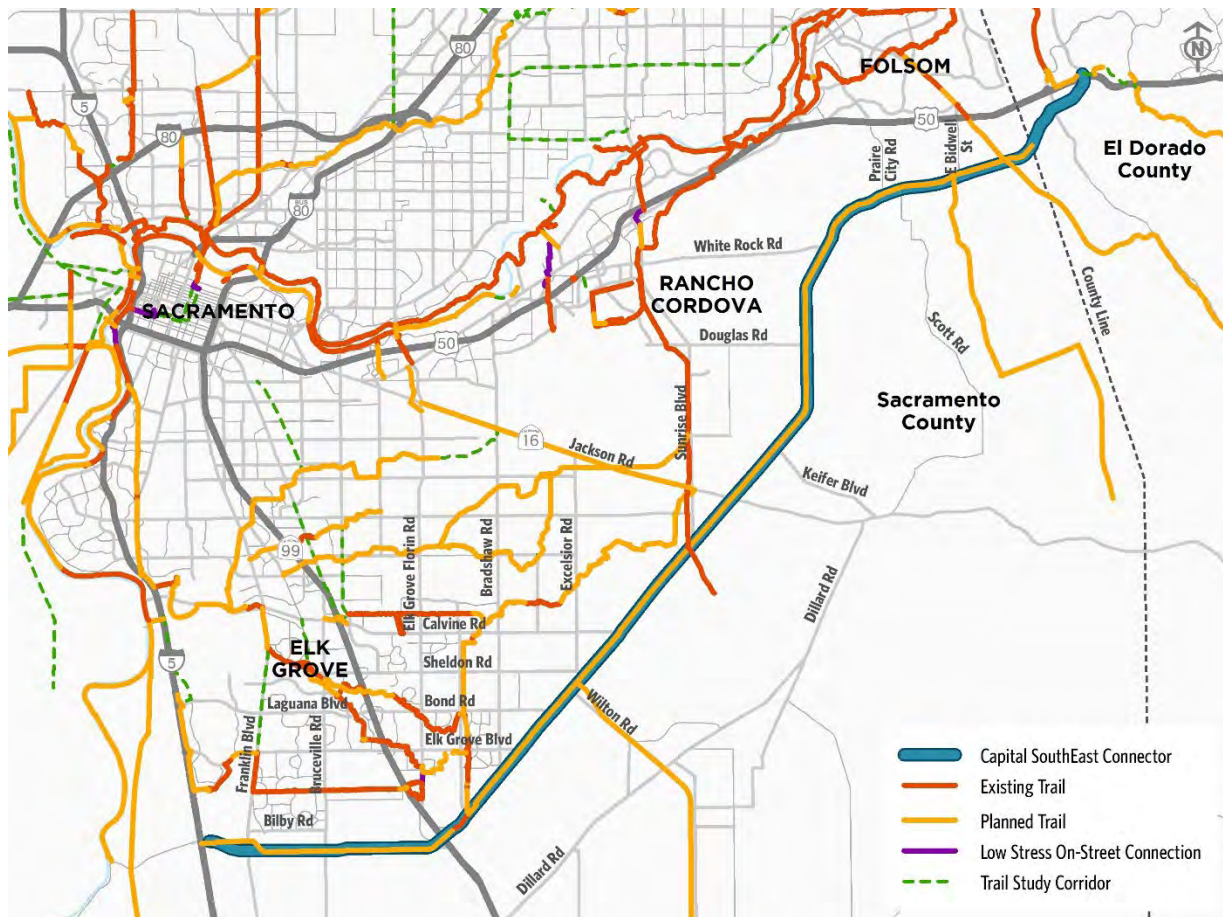 N
80
FOLSOM
5
80
50
El Dorado
County
E Bidwell
St
Praire
City Rd
BUS
80
White Rock Rd
RANCHO
CORDOVA
SACRAMENTO
County Line
Douglas Rd
50
Scott Rd
Sacramento
County
Sunrise Blvd
16
Jackson Rd
Keifer Blvd
99
Elk Grove Florin Rd
Bradshaw Rd
Excelsior Rd
Dillard Rd
Calvine Rd
ELK
GROVE
5
Sheldon Rd
Laguana Blvd
Bond Rd
Wilton Rd
Franklin Blvd
Bruceville Rd
Elk Grove Blvd
Bilby Rd
Dillard Rd
Capital SouthEast Connector
Existing Trail
Planned Trail
Low Stress On-Street Connection
Trail Study Corridor